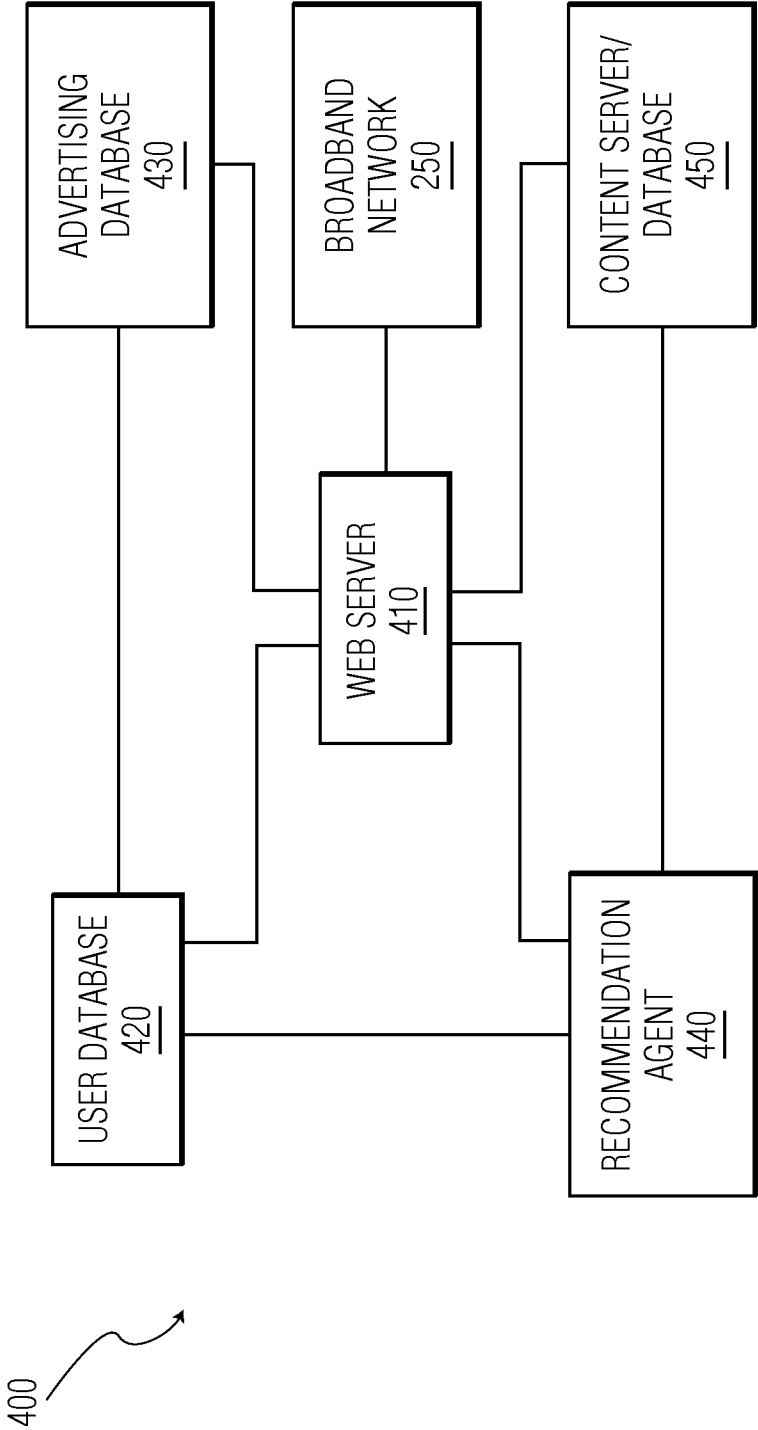 400
USER DATABASE
420
ADVERTISING
DATABASE
430
WEB SERVER
410
BROADBAND
NETWORK
250
RECOMMENDATION
AGENT
440
CONTENT SERVER/
DATABASE
450